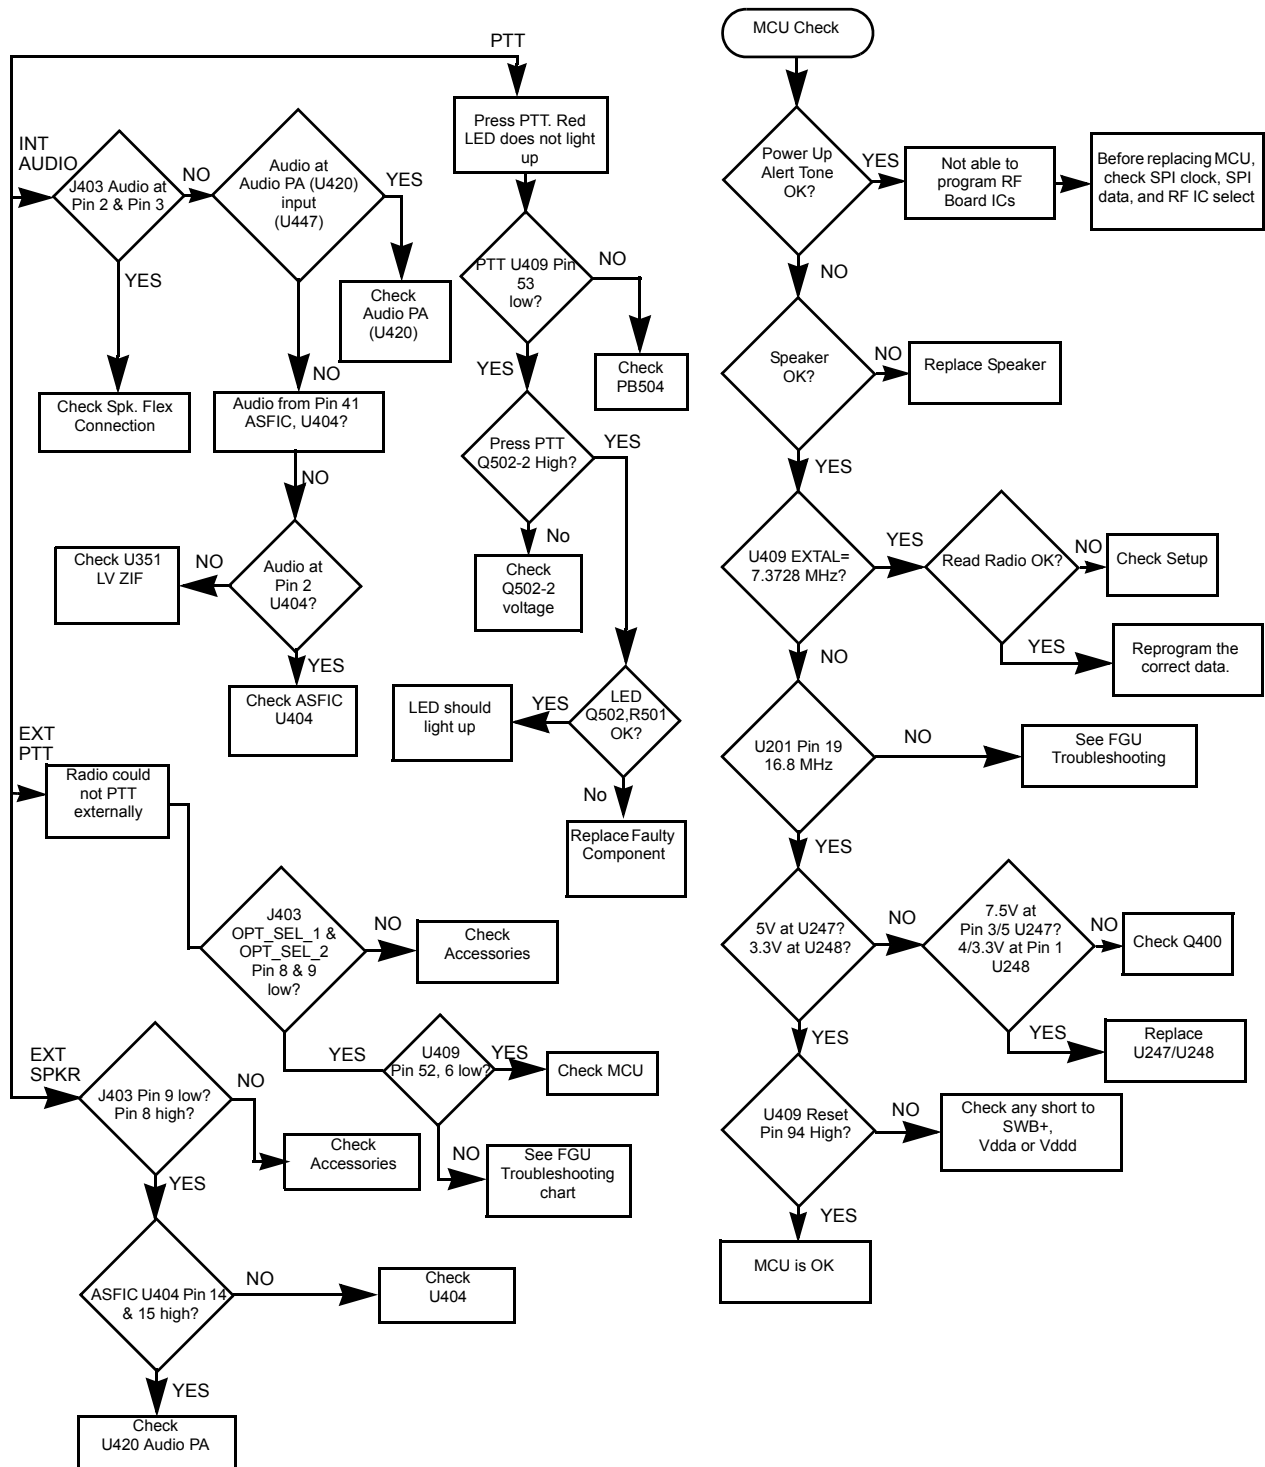 PTT
Press PTT. Red
LED does not light
up
INT
AUDIO
J403 Audio at
Pin 2 & Pin 3
NO
Audio at
Audio PA (U420)
input
(U447)
YES
YES
Check
Audio PA
(U420)
NO
Check Spk. Flex
Connection
Audio from Pin 41
ASFIC, U404?
NO
Audio at
Pin 2
U404?
NO
Check U351
LV ZIF
YES
Check ASFIC
U404
PTT U409 Pin
53
low?
NO
Check
PB504
YES
Press PTT
Q502-2 High?
YES
No
Check
Q502-2
voltage
LED
Q502,R501
OK?
YES
LED should
light up
No
Replace Faulty
Component
EXT
PTT
Radio could
not PTT
externally
J403
OPT_SEL_1 &
OPT_SEL_2
Pin 8 & 9
low?
NO
Check
Accessories
YES
U409
Pin 52, 6 low?
YES
Check MCU
NO
See FGU
Troubleshooting
chart
EXT
SPKR
J403 Pin 9 low?
Pin 8 high?
NO
Check
Accessories
YES
ASFIC U404 Pin 14
& 15 high?
NO
Check
U404
YES
Check
U420 Audio PA
MCU Check
Power Up
Alert Tone
OK?
YES
Not able to
program RF
Board ICs
Before replacing MCU,
check SPI clock, SPI
data, and RF IC select
NO
Speaker
OK?
NO
Replace Speaker
YES
U409 EXTAL=
7.3728 MHz?
YES
Read Radio OK?
NO
Check Setup
YES
Reprogram the
correct data.
NO
U201 Pin 19
16.8 MHz
NO
See FGU
Troubleshooting
YES
5V at U247?
3.3V at U248?
NO
7.5V at
Pin 3/5 U247?
4/3.3V at Pin 1
U248
NO
Check Q400
YES
Replace
U247/U248
YES
U409 Reset
Pin 94 High?
NO
Check any short to
SWB+,
Vdda or Vddd
YES
MCU is OK